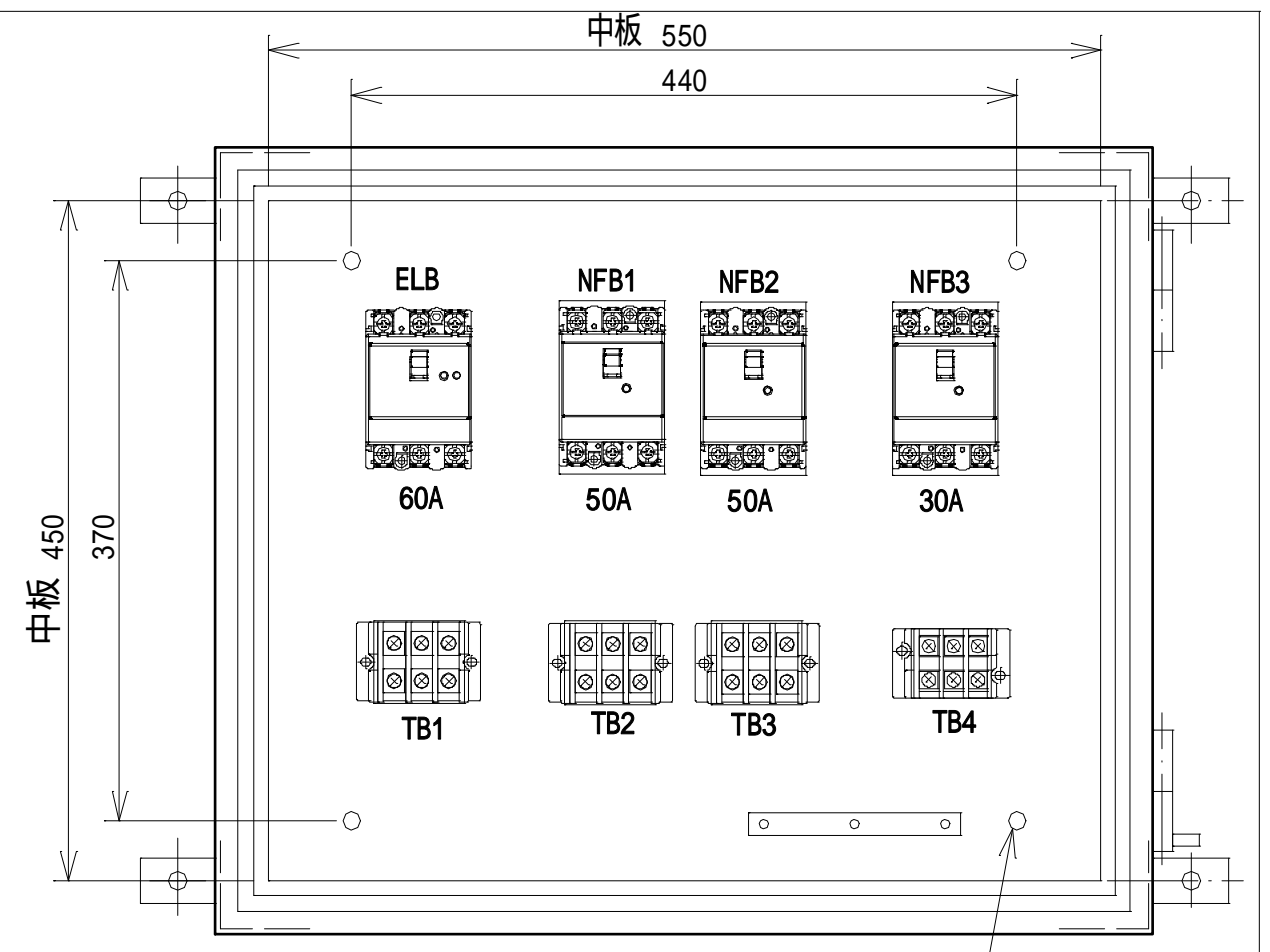 中板 550
440
ELB NFB1 NFB2 NFB3
60A 50A 50A 30A
中板 450
370
TB1 TB2 TB3 TB4